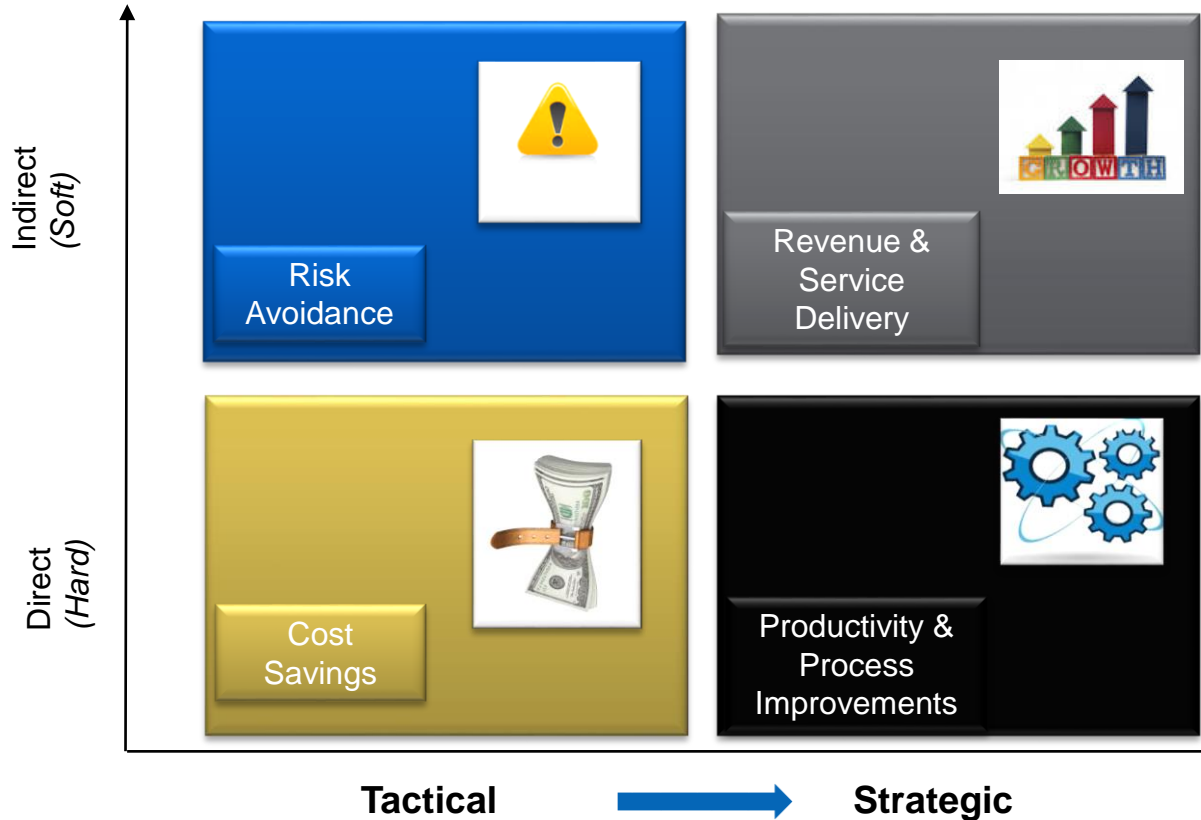 Indirect
(Soft)
Risk
Avoidance
GROWTH
Revenue &
Service
Delivery
Direct
(Hard)
Cost
Savings
Productivity &
Process
Improvements
Tactical
Strategic